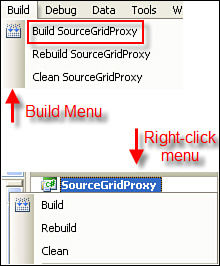 Build Debug Data Tools W
Build SourceGridProxy
Rebuild SourceGridProxy
Clean SourceGridProxy
Build Menu
Right-click
menu
SourceGridProxy
Build
Rebuild
Clean